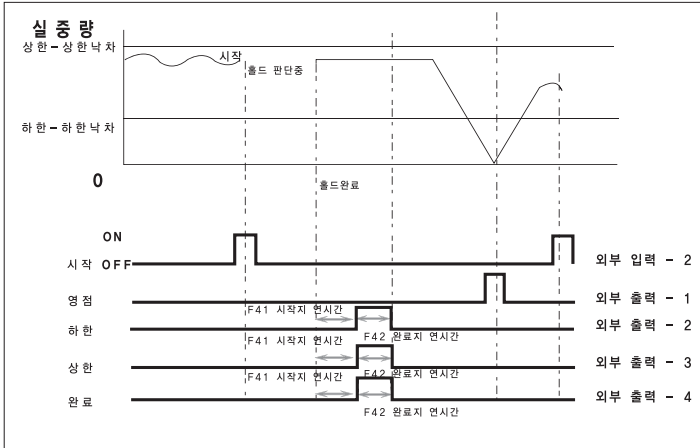 실 중 량
상 한 - 상 한 낙 차
시작
홀드 판단중
하 한 - 하 한 낙 차
0
홀드완료
ON
시 작 OFF
외부 입력 - 2
영 점
외부 출력 - 1
F41 시작지 연시간
하 한
F42 완료지 연시간
외부 출력 - 2
F41 시작지 연시간
상 한
F42 완료지 연시간
외부 출력 - 3
F41 시작지 연시간
완 료
F42 완료지 연시간
외부 출력 - 4